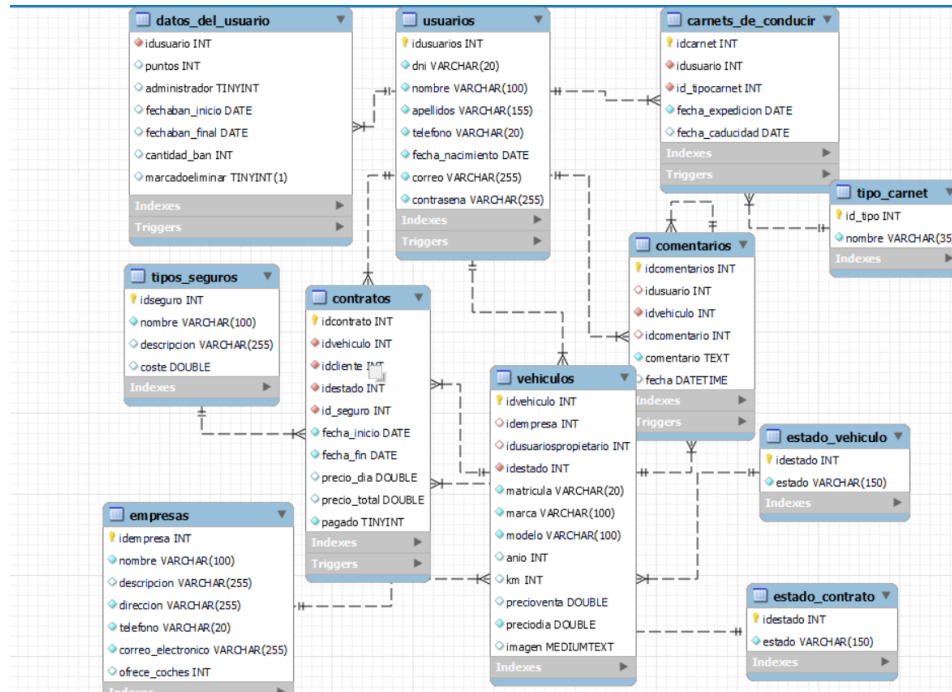 datos_del_usuario
idusuario INT
puntos INT
administrador TINYINT
fechaban_inicio DATE
fechaban_final DATE
cantidad_ban INT
marcadoeliminar TINYINT(1)
Indexes
Triggers
usuarios
idusuarios INT
dni VARCHAR(20)
nombre VARCHAR(100)
apellidos VARCHAR(155)
telefono VARCHAR(20)
fecha_nacimiento DATE
correo VARCHAR(255)
contrasena VARCHAR(255)
Indexes
Triggers
carnets_de_conducir
idcarnet INT
idusuario INT
id_tipocarnet INT
fecha_expedicion DATE
fecha_caducidad DATE
Indexes
Triggers
tipo_carnet
id_tipo INT
nombre VARCHAR(35
Indexes
tipos_seguros
idseguro INT
nombre VARCHAR(100)
descripcion VARCHAR(255)
coste DOUBLE
Indexes
contratos
idcontrato INT
idvehiculo INT
idcliente INT
idestado INT
id_seguro INT
fecha_inicio DATE
fecha_fin DATE
precio_dia DOUBLE
precio_total DOUBLE
pagado TINYINT
Indexes
Triggers
comentarios
idcomentarios INT
idusuario INT
idvehiculo INT
idcomentario INT
comentario TEXT
fecha DATETIME
Indexes
Triggers
vehiculos
idvehiculo INT
idempresa INT
idusuariospropietario INT
idestado INT
matricula VARCHAR(20)
marca VARCHAR(100)
modelo VARCHAR(100)
anio INT
km INT
precioventa DOUBLE
preciodia DOUBLE
imagen MEDIUMTEXT
Indexes
estado_vehiculo
idestado INT
estado VARCHAR(150)
Indexes
empresas
idempresa INT
nombre VARCHAR(100)
descripcion VARCHAR(255)
direccion VARCHAR(255)
telefono VARCHAR(20)
correo_electronico VARCHAR(255)
ofrece_coches INT
Indexes
estado_contrato
idestado INT
estado VARCHAR(150)
Indexes